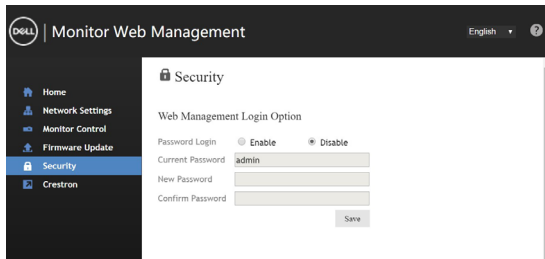 DELL | Monitor Web Management
English ▼ ?
Home
Network Settings
Monitor Control
Firmware Update
Security
Crestron
Security
Web Management Login Option
Password Login Enable Disable
Current Password admin
New Password
Confirm Password
Save